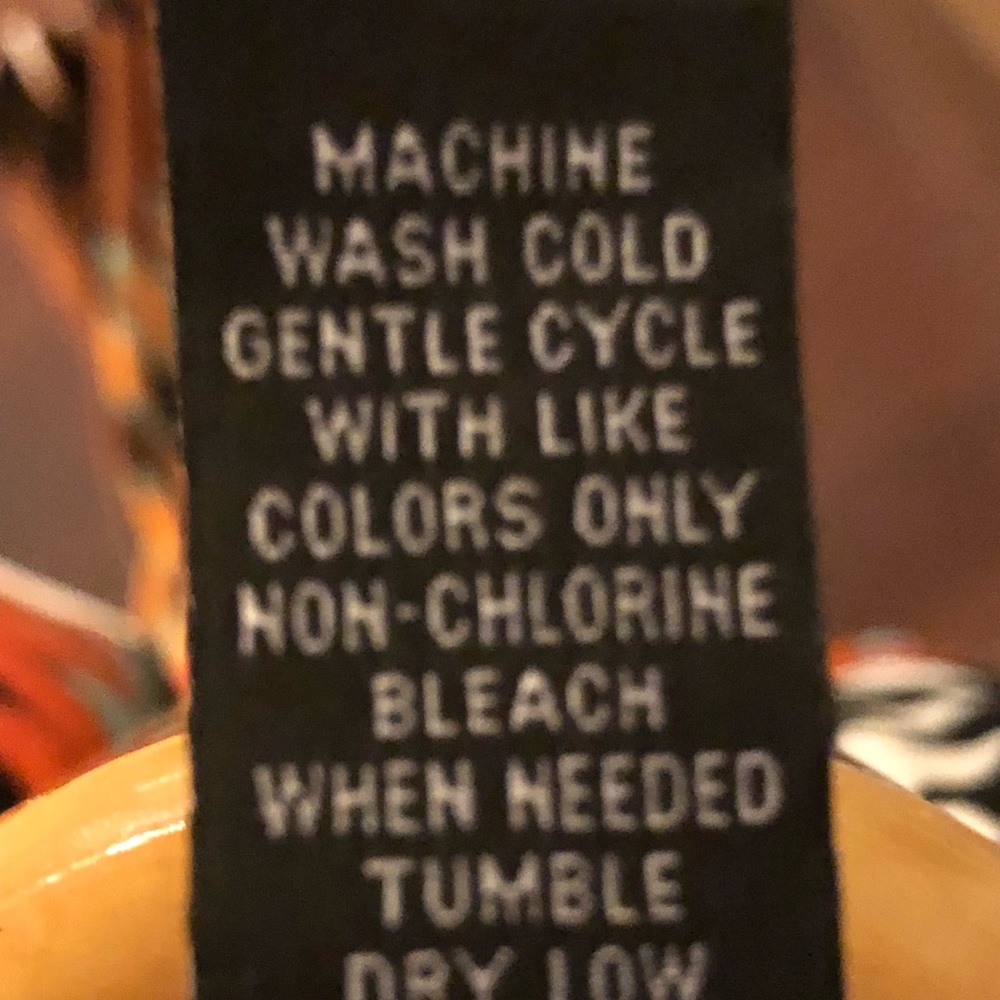 MACHINE
WASH COLD
GENTLE CYCLE
WITH LIKE
COLORS ONLY
NON-CHLORINE
BLEACH
WHEN NEEDED
TUMBLE
DRY LOW